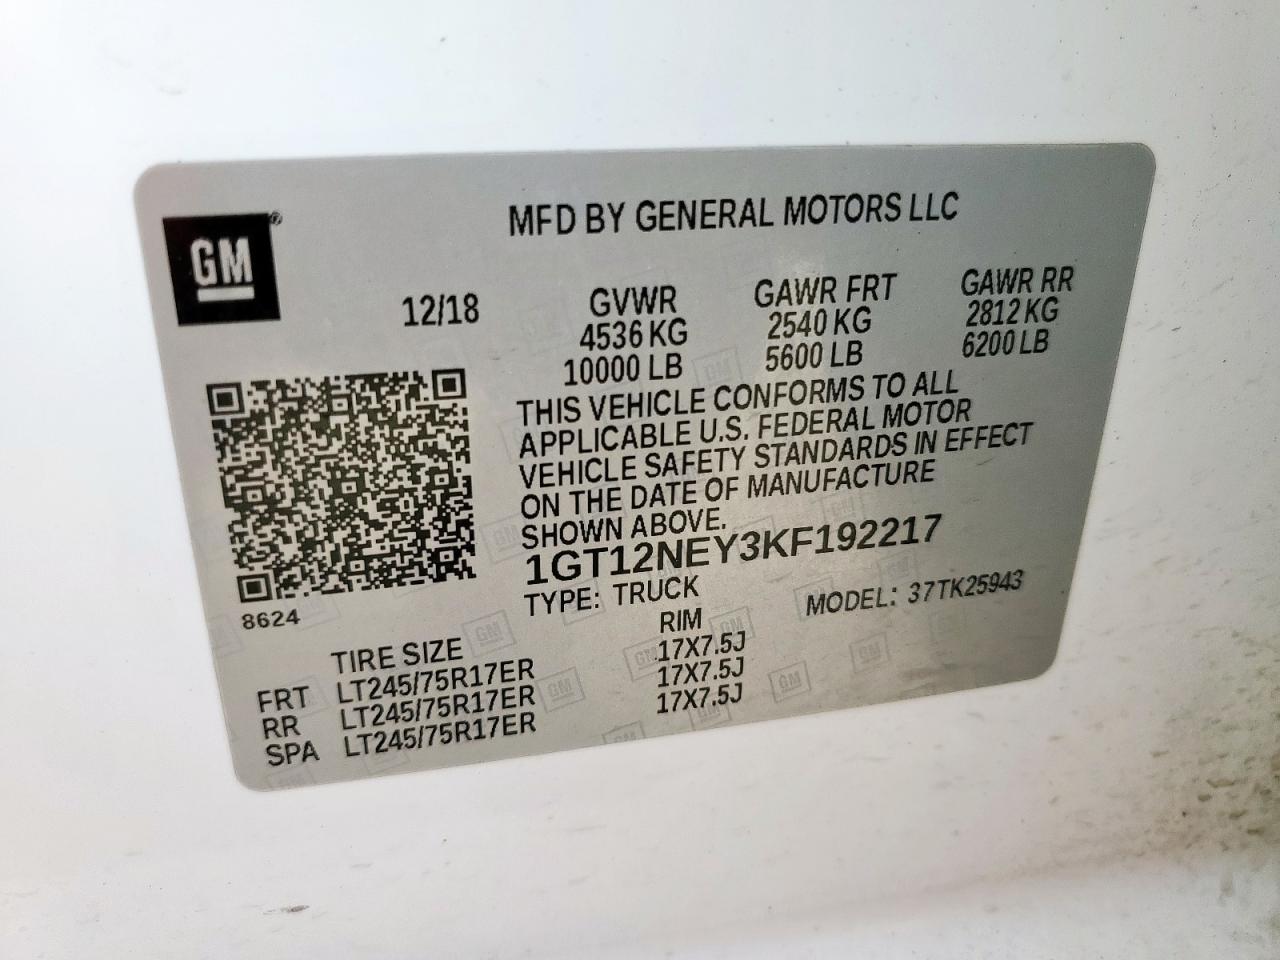 GM
MFD BY GENERAL MOTORS LLC
12/18 GVWR GAWR FRT GAWR RR
4536 KG 2540 KG 2812 KG
10000 LB 5600 LB 6200 LB
THIS VEHICLE CONFORMS TO ALL
APPLICABLE U.S. FEDERAL MOTOR
VEHICLE SAFETY STANDARDS IN EFFECT
ON THE DATE OF MANUFACTURE
SHOWN ABOVE.
1GT12NEY3KF192217
TYPE: TRUCK MODEL: 37TK25943
8624
TIRE SIZE RIM
FRT LT245/75R17ER 17X7.5J
RR LT245/75R17ER 17X7.5J
SPA LT245/75R17ER 17X7.5J